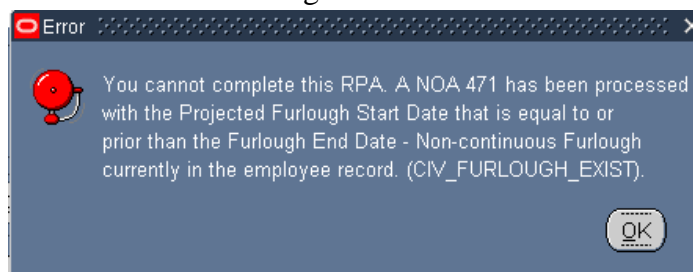 Error
You cannot complete this RPA. A NOA 471 has been processed
with the Projected Furlough Start Date that is equal to or
prior than the Furlough End Date - Non-continuous Furlough
currently in the employee record. (CIV_FURLOUGH_EXIST).
OK